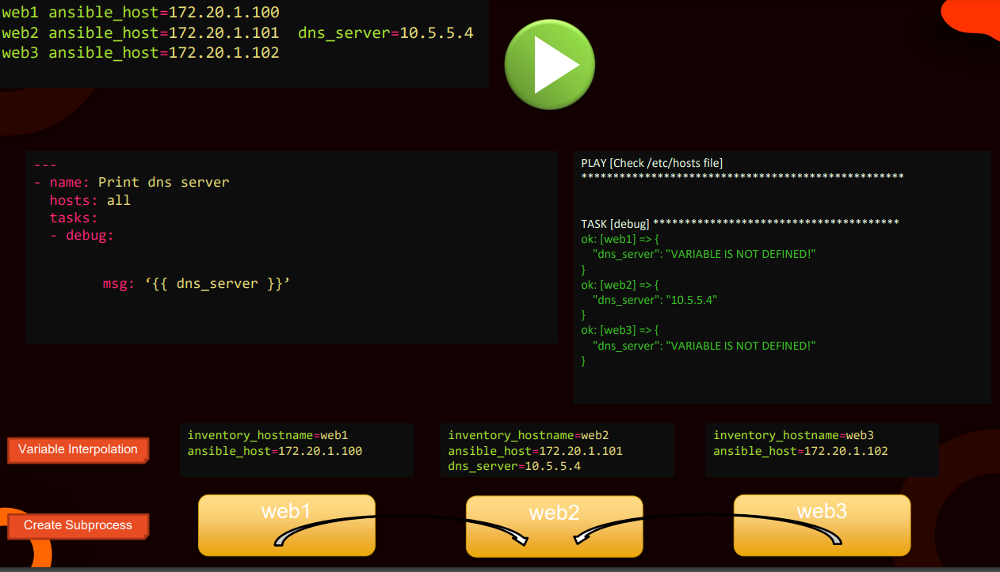 web1 ansible_host=172.20.1.100
web2 ansible_host=172.20.1.101  dns_server=10.5.5.4
web3 ansible_host=172.20.1.102
---
- name: Print dns server
  hosts: all
  tasks:
  - debug:
        msg: ‘{{ dns_server }}’
PLAY [Check /etc/hosts file]
***************************************************
TASK [debug] ***************************************
ok: [web1] => {
    "dns_server": "VARIABLE IS NOT DEFINED!"
}
ok: [web2] => {
    "dns_server": "10.5.5.4"
}
ok: [web3] => {
    "dns_server": "VARIABLE IS NOT DEFINED!"
}
Variable Interpolation
inventory_hostname=web1
ansible_host=172.20.1.100
inventory_hostname=web2
ansible_host=172.20.1.101
dns_server=10.5.5.4
inventory_hostname=web3
ansible_host=172.20.1.102
Create Subprocess
web1
web2
web3